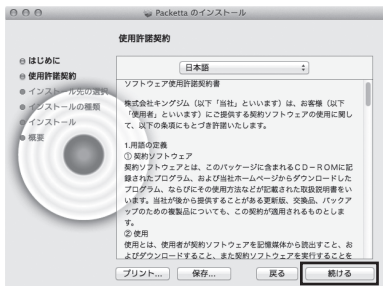 Packetta のインストール
使用許諾契約
はじめに
使用許諾契約
インストール先の選択
インストールの種類
インストール
概要
日本語
ソフトウェア使用許諾契約書
株式会社キングジム（以下「当社」といいます）は、お客様（以下
「使用者」といいます）にご提供する契約ソフトウェアの使用に関し
て、以下の条項にもとづき許諾いたします。
1.用語の定義
① 契約ソフトウェア
契約ソフトウェアとは、このパッケージに含まれるＣＤ－ＲＯＭに記
録されたプログラム、および当社ホームページからダウンロードした
プログラム、ならびにその使用方法などが記載された取扱説明書をい
います。当社が後から提供することがある更新版、交換品、バックア
ップのための複製品についても、この契約が適用されるものとしま
す。
② 使用
使用とは、使用者が契約ソフトウェアを記憶媒体から読出すこと、お
よびダウンロードすること、また契約ソフトウェアを実行することを
プリント...
保存...
戻る
続ける